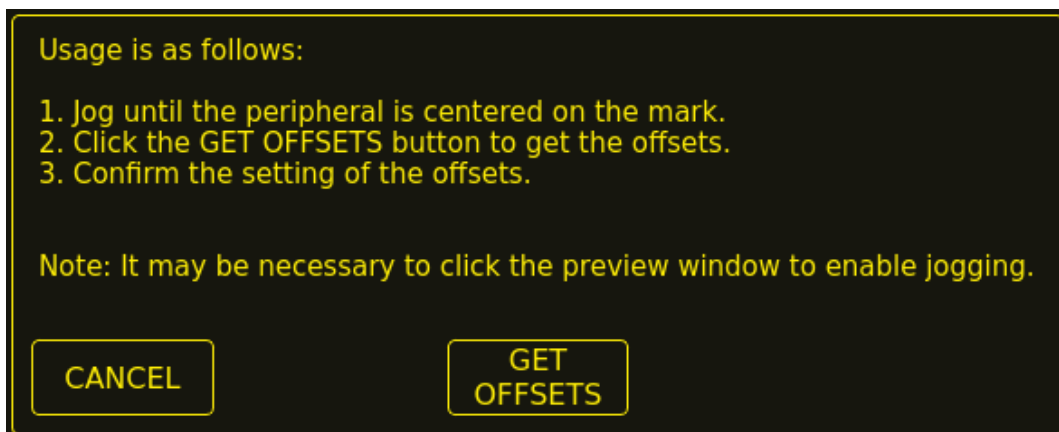 Usage is as follows:
1. Jog until the peripheral is centered on the mark.
2. Click the GET OFFSETS button to get the offsets.
3. Confirm the setting of the offsets.
Note: It may be necessary to click the preview window to enable jogging.
CANCEL
GET
OFFSETS